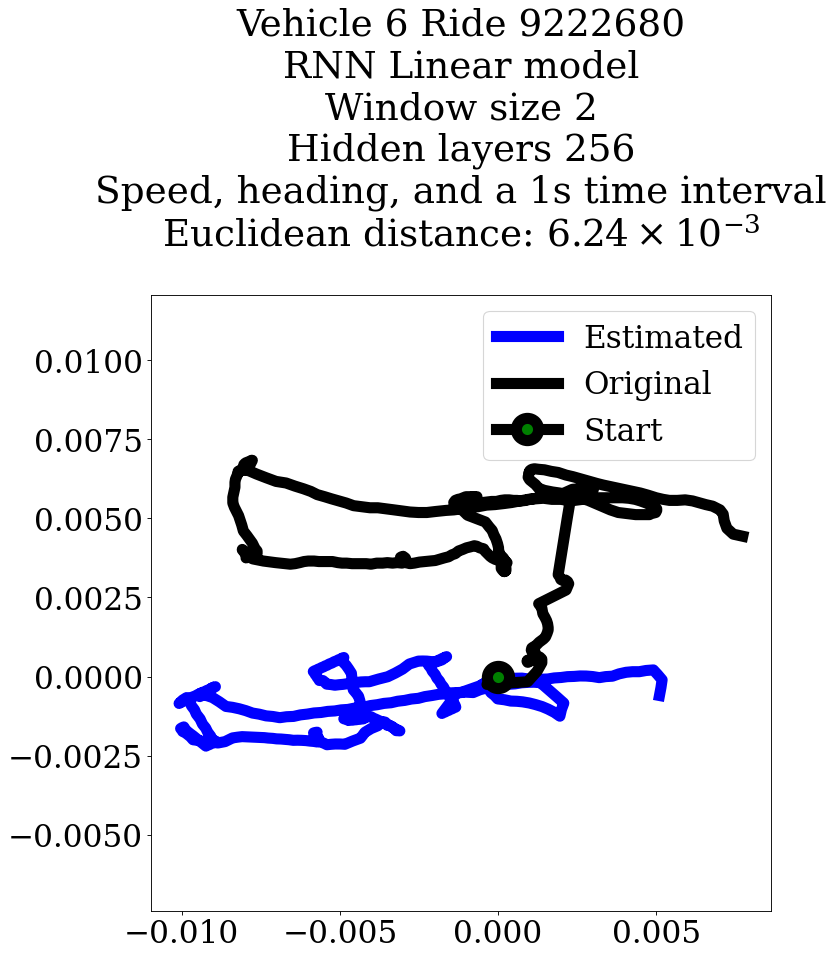 Vehicle 6 Ride 9222680
RNN Linear model
Window size 2
Hidden layers 256
Speed, heading, and a 1s time interval
Euclidean distance: 6.24 × 10⁻³
Estimated
Original
Start
0.0100
0.0075
0.0050
0.0025
0.0000
−0.0025
−0.0050
−0.010 −0.005 0.000 0.005